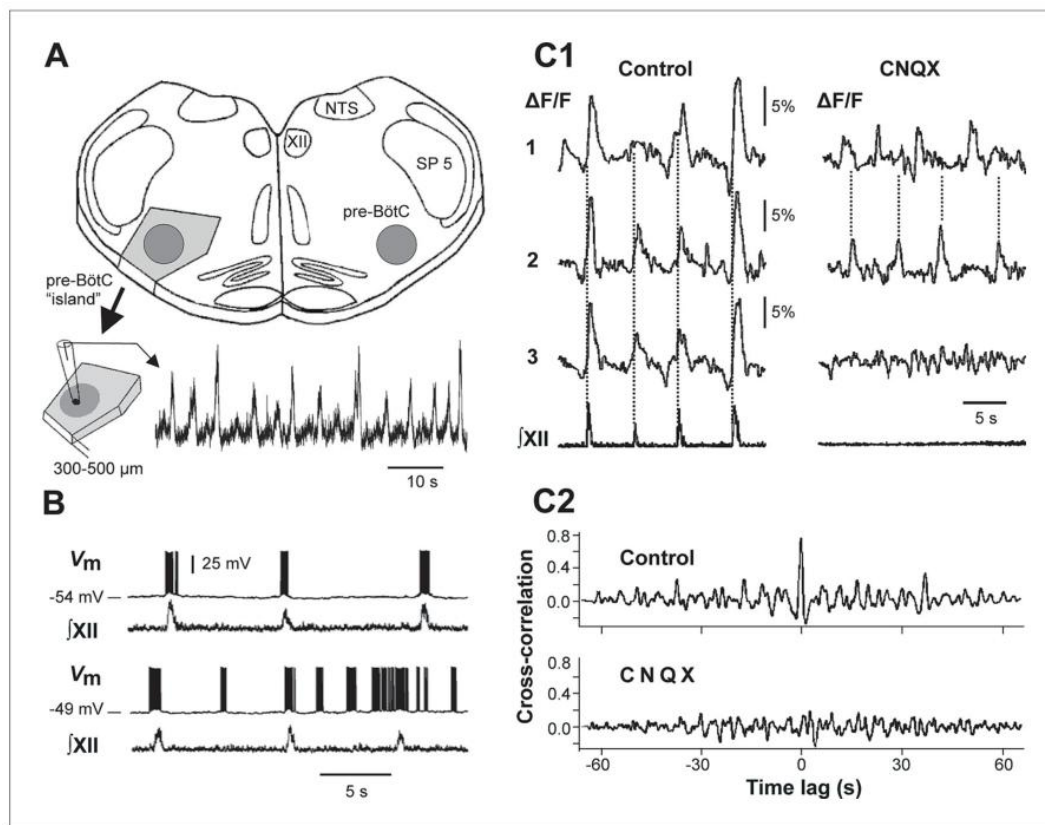 A
NTS
XII
SP 5
pre-BötC
pre-BötC
"island"
300-500 µm
10 s
B
Vm
25 mV
-54 mV
∫XII
Vm
-49 mV
∫XII
5 s
C1
Control
CNQX
ΔF/F
5%
ΔF/F
1
5%
2
5%
3
5 s
∫XII
C2
0.8
Control
0.4
0.0
Cross-correlation
0.8
CNQX
0.4
0.0
-60
-30
0
30
60
Time lag (s)